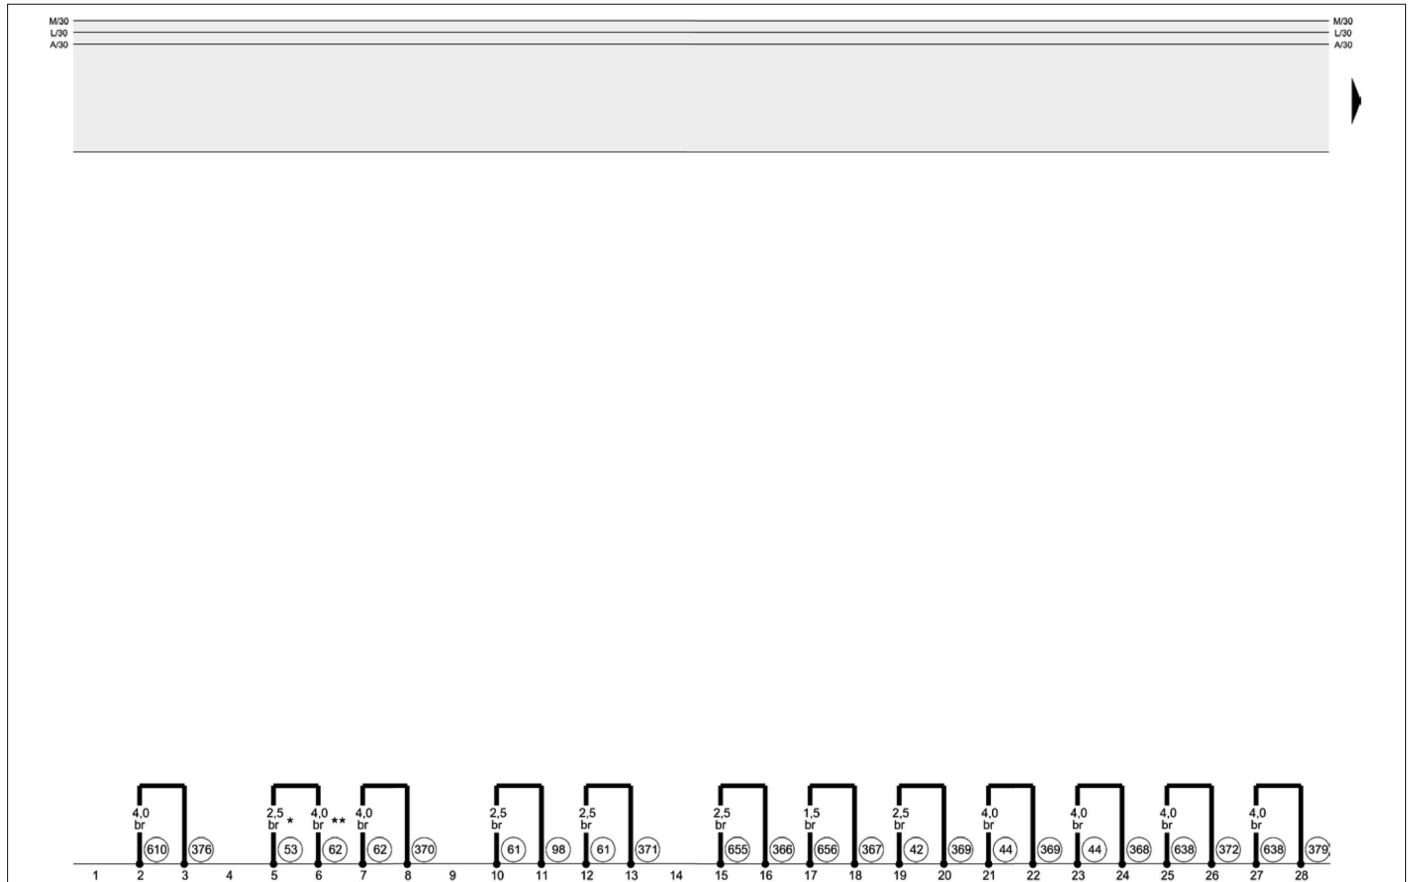 M/30 M/30
L/30 L/30
A/30 A/30
4,0 2,5 4,0 4,0 2,5 2,5 2,5 1,5 2,5 4,0 4,0 4,0 4,0
br br * br ** br br br br br br br br br br
610 376 53 62 62 370 61 98 61 371 655 366 656 367 42 369 44 369 44 368 638 372 638 379
1 2 3 4 5 6 7 8 9 10 11 12 13 14 15 16 17 18 19 20 21 22 23 24 25 26 27 28